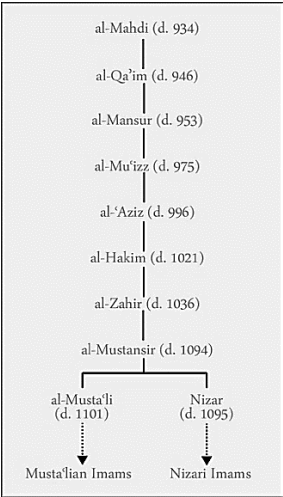 al-Mahdi (d. 934)
al-Qa'im (d. 946)
al-Mansur (d. 953)
al-Mu‘izz (d. 975)
al-‘Aziz (d. 996)
al-Hakim (d. 1021)
al-Zahir (d. 1036)
al-Mustansir (d. 1094)
al-Musta‘li
(d. 1101)
Nizar
(d. 1095)
Musta‘lian Imams
Nizari Imams